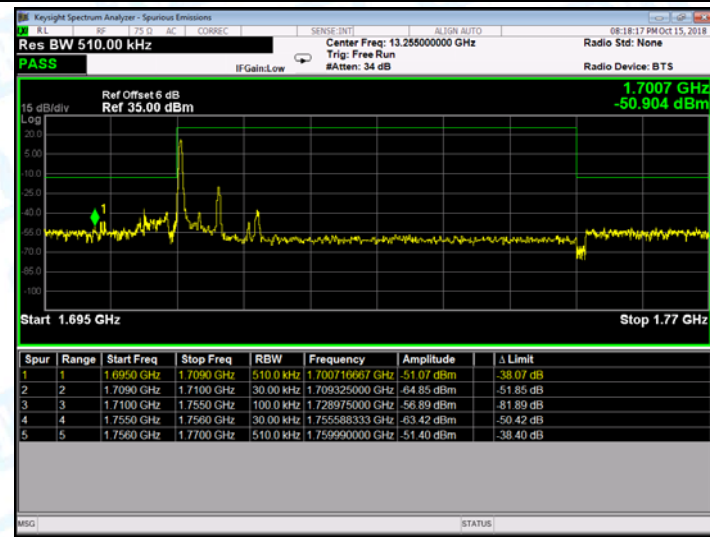 Keysight Spectrum Analyzer - Spurious Emissions
RL RF 75 Ω AC CORREC SENSE:INT ALIGN AUTO 08:18:17 PM Oct 15, 2018
Res BW 510.00 kHz Center Freq: 13.255000000 GHz Radio Std: None
Trig: Free Run
PASS IFGain:Low #Atten: 34 dB Radio Device: BTS
Ref Offset 6 dB 1.7007 GHz
15 dB/div Ref 35.00 dBm -50.904 dBm
Log
20.0
5.00
-10.0
-25.0
-40.0
1
-55.0
-70.0
-85.0
-100
Start 1.695 GHz Stop 1.77 GHz
Spur Range Start Freq Stop Freq RBW Frequency Amplitude Δ Limit
1 1 1.6950 GHz 1.7090 GHz 510.0 kHz 1.700716667 GHz -51.07 dBm -38.07 dB
2 2 1.7090 GHz 1.7100 GHz 30.00 kHz 1.709325000 GHz -64.85 dBm -51.85 dB
3 3 1.7100 GHz 1.7550 GHz 100.0 kHz 1.728975000 GHz -56.89 dBm -81.89 dB
4 4 1.7550 GHz 1.7560 GHz 30.00 kHz 1.755588333 GHz -63.42 dBm -50.42 dB
5 5 1.7560 GHz 1.7700 GHz 510.0 kHz 1.759990000 GHz -51.40 dBm -38.40 dB
MSG STATUS